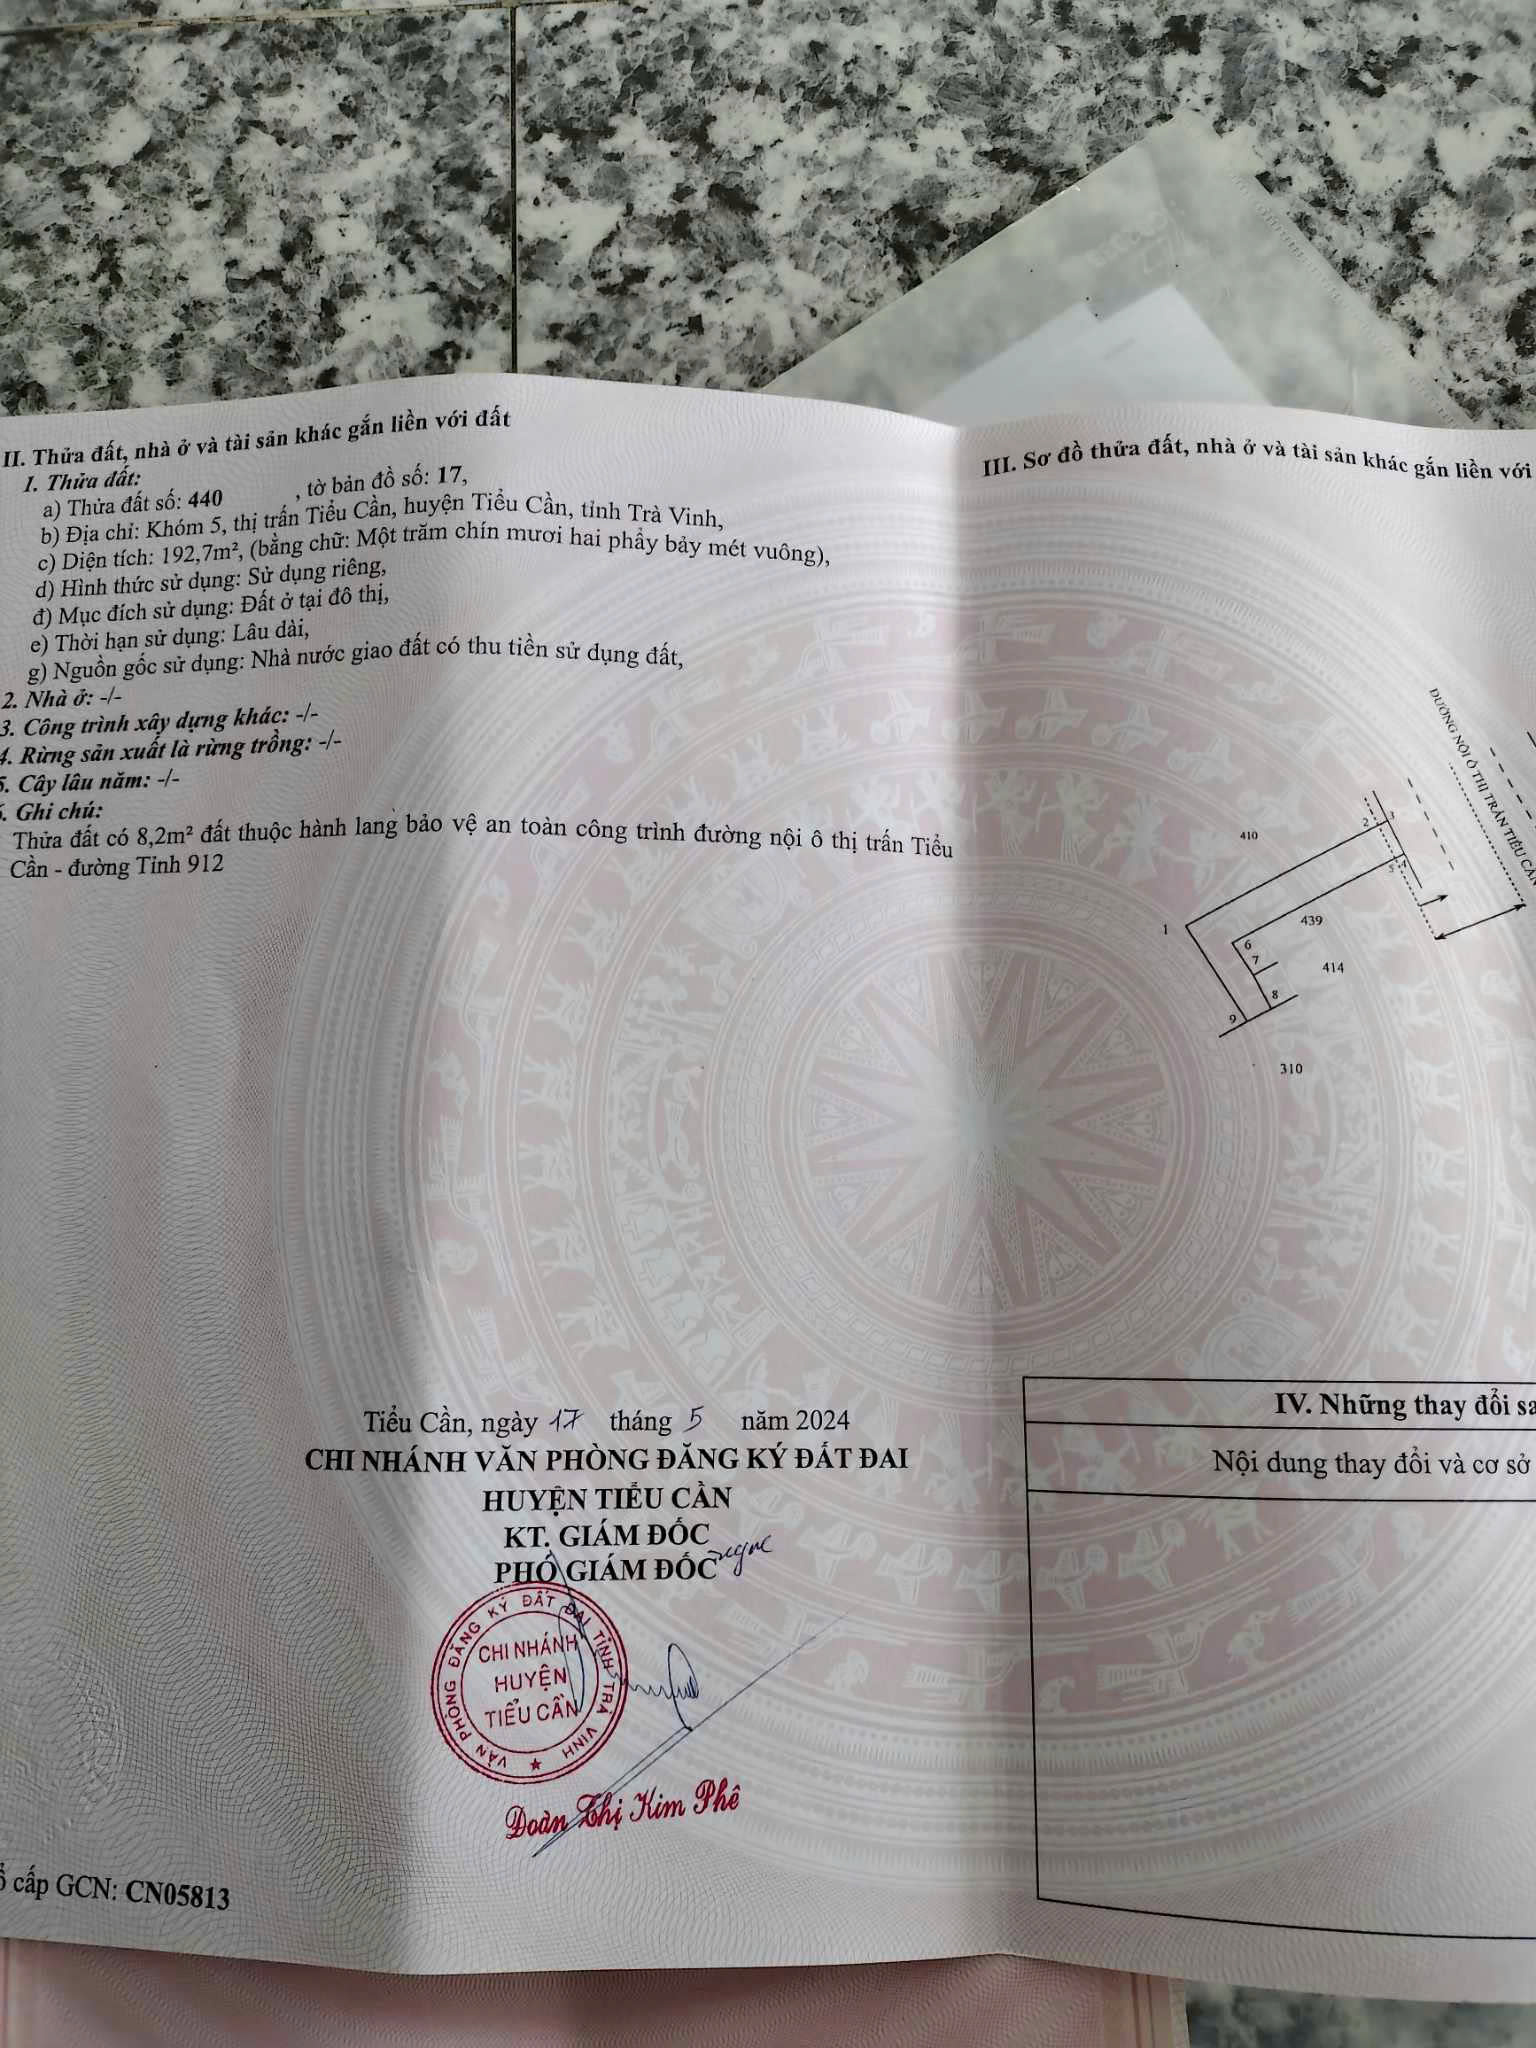 II. Thửa đất, nhà ở và tài sản khác gắn liền với đất
1. Thửa đất:
a) Thửa đất số: 440 , tờ bản đồ số: 17,
b) Địa chỉ: Khóm 5, thị trấn Tiểu Cần, huyện Tiểu Cần, tỉnh Trà Vinh,
c) Diện tích: 192,7m², (bằng chữ: Một trăm chín mươi hai phẩy bảy mét vuông),
d) Hình thức sử dụng: Sử dụng riêng,
đ) Mục đích sử dụng: Đất ở tại đô thị,
e) Thời hạn sử dụng: Lâu dài,
g) Nguồn gốc sử dụng: Nhà nước giao đất có thu tiền sử dụng đất,
2. Nhà ở: -/-
3. Công trình xây dựng khác: -/-
4. Rừng sản xuất là rừng trồng: -/-
5. Cây lâu năm: -/-
6. Ghi chú:
Thửa đất có 8,2m² đất thuộc hành lang bảo vệ an toàn công trình đường nội ô thị trấn Tiểu
Cần - đường Tỉnh 912
Tiểu Cần, ngày 17 tháng 5 năm 2024
CHI NHÁNH VĂN PHÒNG ĐĂNG KÝ ĐẤT ĐAI
HUYỆN TIỂU CẦN
KT. GIÁM ĐỐC
PHÓ GIÁM ĐỐC
VĂN PHÒNG ĐĂNG KÝ ĐẤT ĐAI TỈNH TRÀ VINH
CHI NHÁNH
HUYỆN
TIỂU CẦN
Đoàn Thị Kim Phê
ổ cấp GCN: CN05813
III. Sơ đồ thửa đất, nhà ở và tài sản khác gắn liền với
ĐƯỜNG NỘI Ô THỊ TRẤN TIỂU CẦN
410
2
3
4
5
439
1
6
7
414
8
9
310
IV. Những thay đổi sa
Nội dung thay đổi và cơ sở